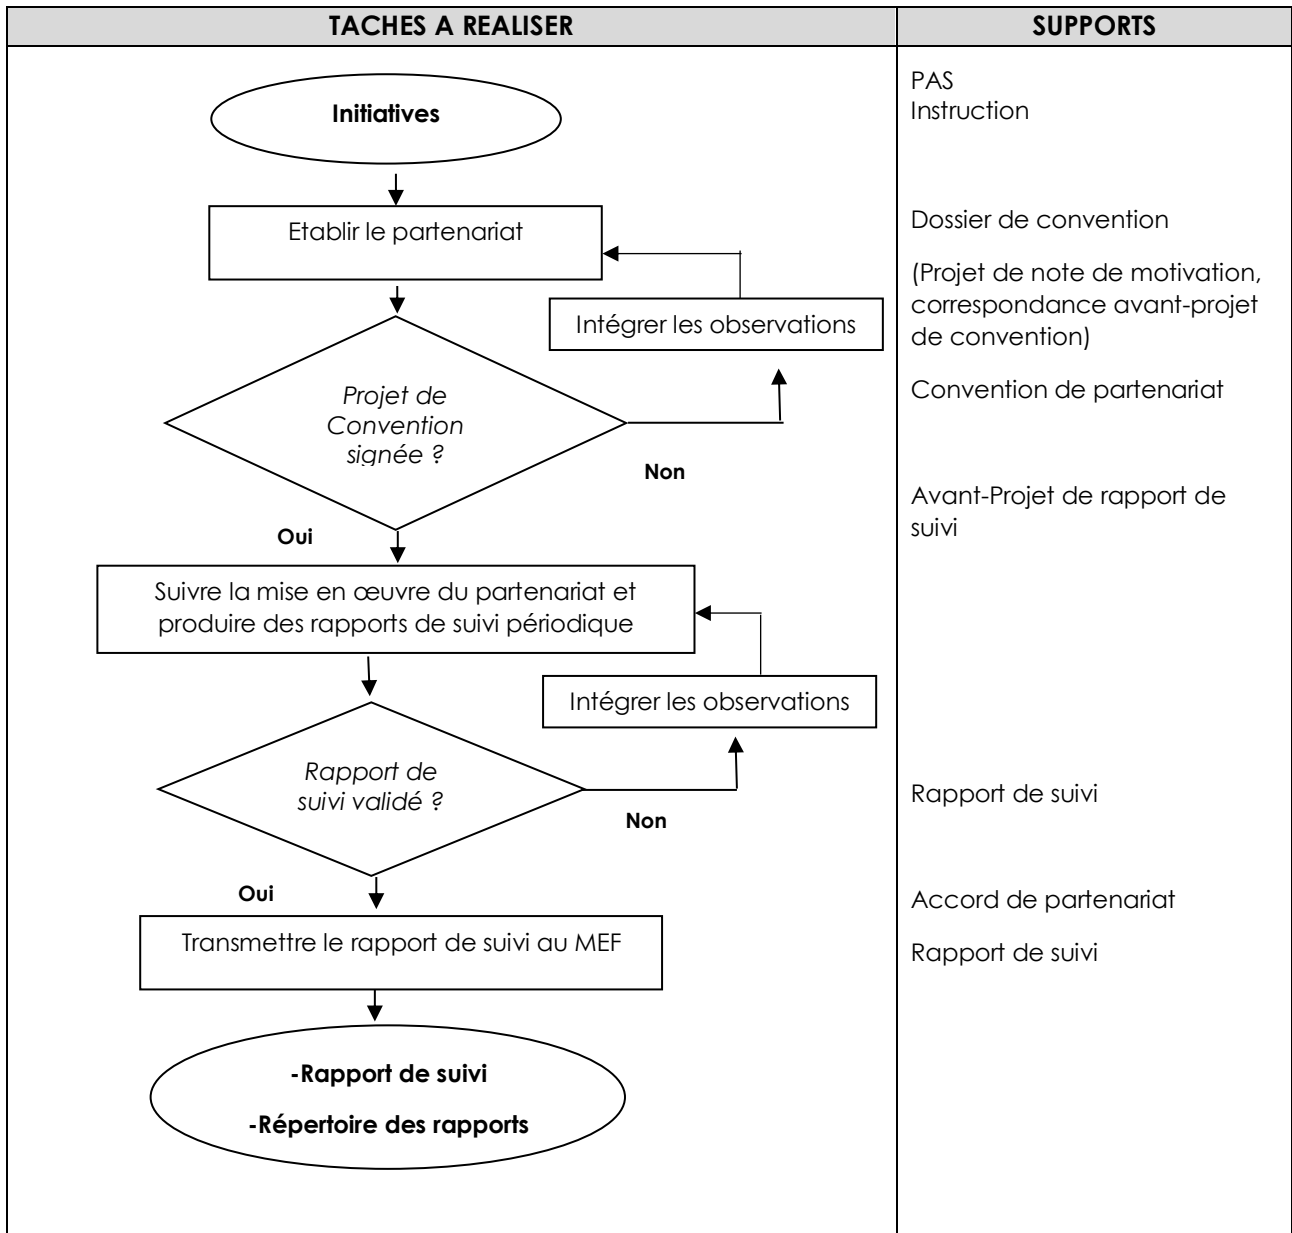 TACHES A REALISER
SUPPORTS
Initiatives
PAS
Instruction
Etablir le partenariat
Dossier de convention
(Projet de note de motivation,
correspondance avant-projet
de convention)
Intégrer les observations
Projet de
Convention
signée ?
Convention de partenariat
Non
Avant-Projet de rapport de
suivi
Oui
Suivre la mise en œuvre du partenariat et
produire des rapports de suivi périodique
Intégrer les observations
Rapport de
suivi validé ?
Rapport de suivi
Non
Oui
Accord de partenariat
Transmettre le rapport de suivi au MEF
Rapport de suivi
-Rapport de suivi
-Répertoire des rapports